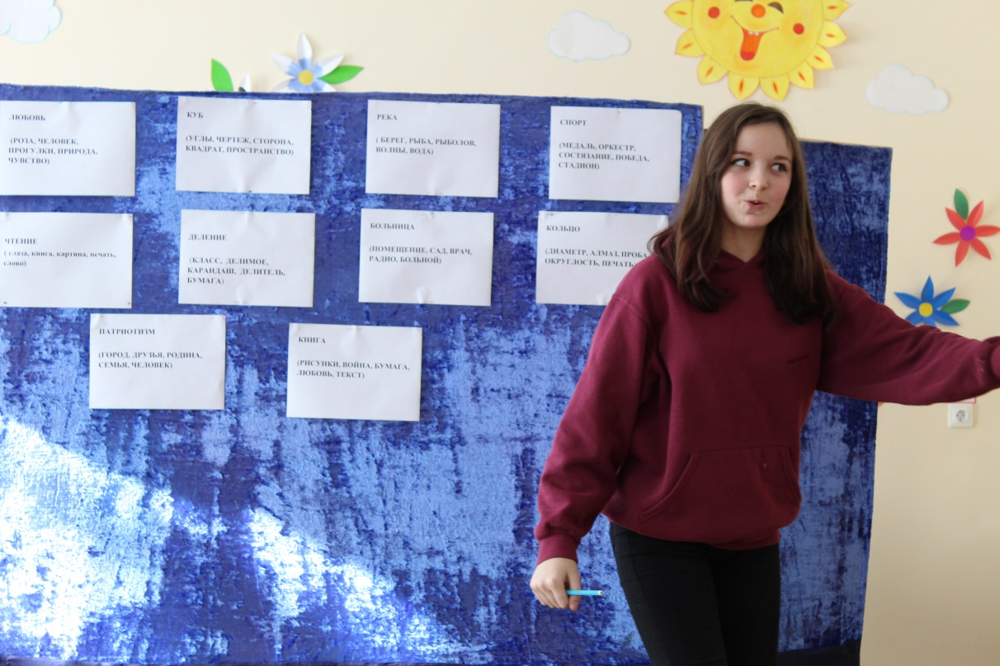 ЛЮБОВЬ
(РОЗА, ЧЕЛОВЕК,
ПРОГУЛКИ, ПРИРОДА,
ЧУВСТВО)
КУБ
(УГЛЫ, ЧЕРТЕЖ, СТОРОНА,
КВАДРАТ, ПРОСТРАНСТВО)
РЕКА
( БЕРЕГ, РЫБА, РЫБОЛОВ,
ВОЛНЫ, ВОДА)
СПОРТ
(МЕДАЛЬ, ОРКЕСТР,
СОСТЯЗАНИЕ, ПОБЕДА,
СТАДИОН)
ЧТЕНИЕ
( глаза, книга, картина, печать,
слово)
ДЕЛЕНИЕ
(КЛАСС, ДЕЛИМОЕ,
КАРАНДАШ, ДЕЛИТЕЛЬ,
БУМАГА)
БОЛЬНИЦА
(ПОМЕЩЕНИЕ, САД, ВРАЧ,
РАДИО, БОЛЬНОЙ)
КОЛЬЦО
(ДИАМЕТР, АЛМАЗ, ПРОБА
ОКРУГЛОСТЬ, ПЕЧАТЬ
ПАТРИОТИЗМ
(ГОРОД, ДРУЗЬЯ, РОДИНА,
СЕМЬЯ, ЧЕЛОВЕК)
КНИГА
(РИСУНКИ, ВОЙНА, БУМАГА,
ЛЮБОВЬ, ТЕКСТ)